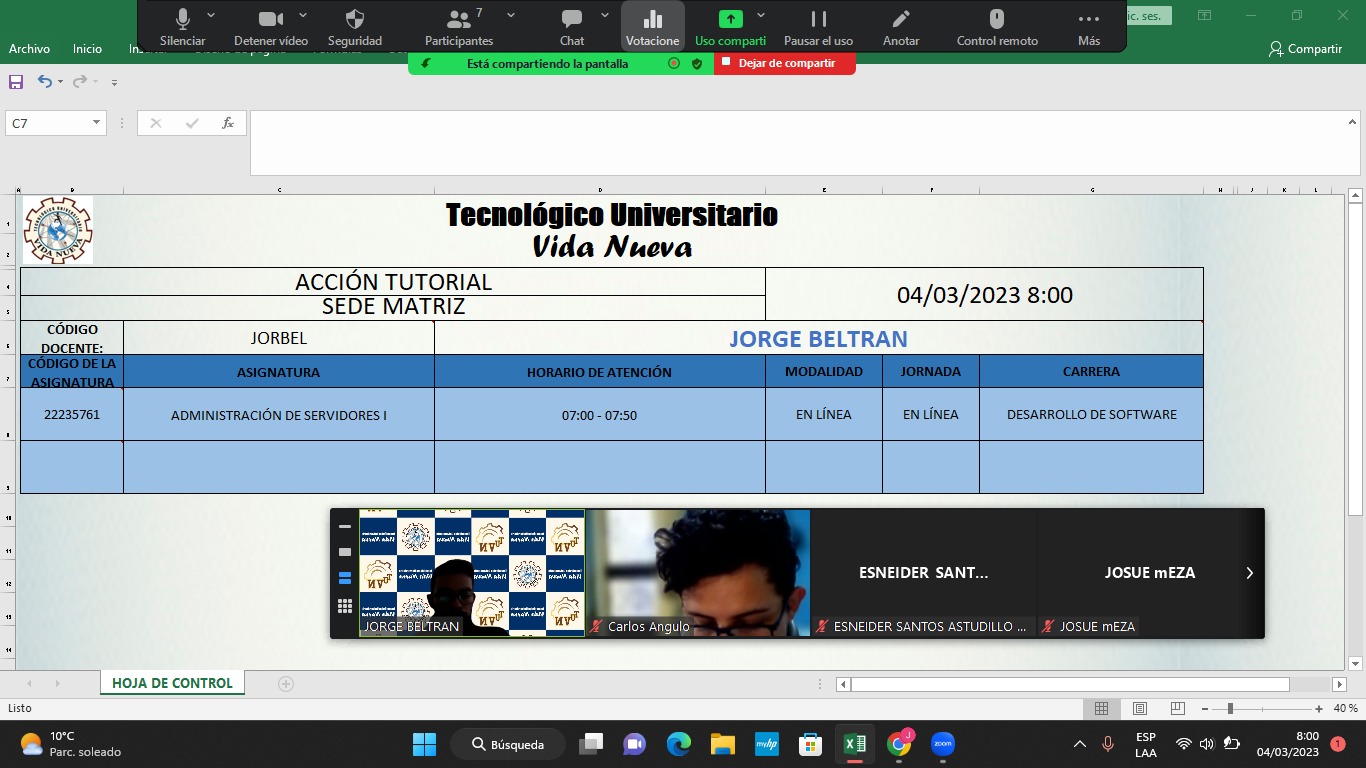 Silenciar
Detener vídeo
Seguridad
Participantes
7
Chat
Votacione
Uso comparti
Pausar el uso
Anotar
Control remoto
Más
ic. ses.
Archivo
Inicio
Compartir
Está compartiendo la pantalla
Dejar de compartir
C7
fx
Tecnológico Universitario
Vida Nueva
ACCIÓN TUTORIAL
04/03/2023 8:00
SEDE MATRIZ
CÓDIGO DOCENTE:
JORBEL
JORGE BELTRAN
CÓDIGO DE LA ASIGNATURA
ASIGNATURA
HORARIO DE ATENCIÓN
MODALIDAD
JORNADA
CARRERA
22235761
ADMINISTRACIÓN DE SERVIDORES I
07:00 - 07:50
EN LÍNEA
EN LÍNEA
DESARROLLO DE SOFTWARE
ESNEIDER SANT...
JOSUE mEZA
JORGE BELTRAN
Carlos Angulo
ESNEIDER SANTOS ASTUDILLO ...
JOSUE mEZA
HOJA DE CONTROL
Listo
40 %
10°C
Parc. soleado
Búsqueda
myhp
J
zoom
ESP
LAA
8:00
04/03/2023
1